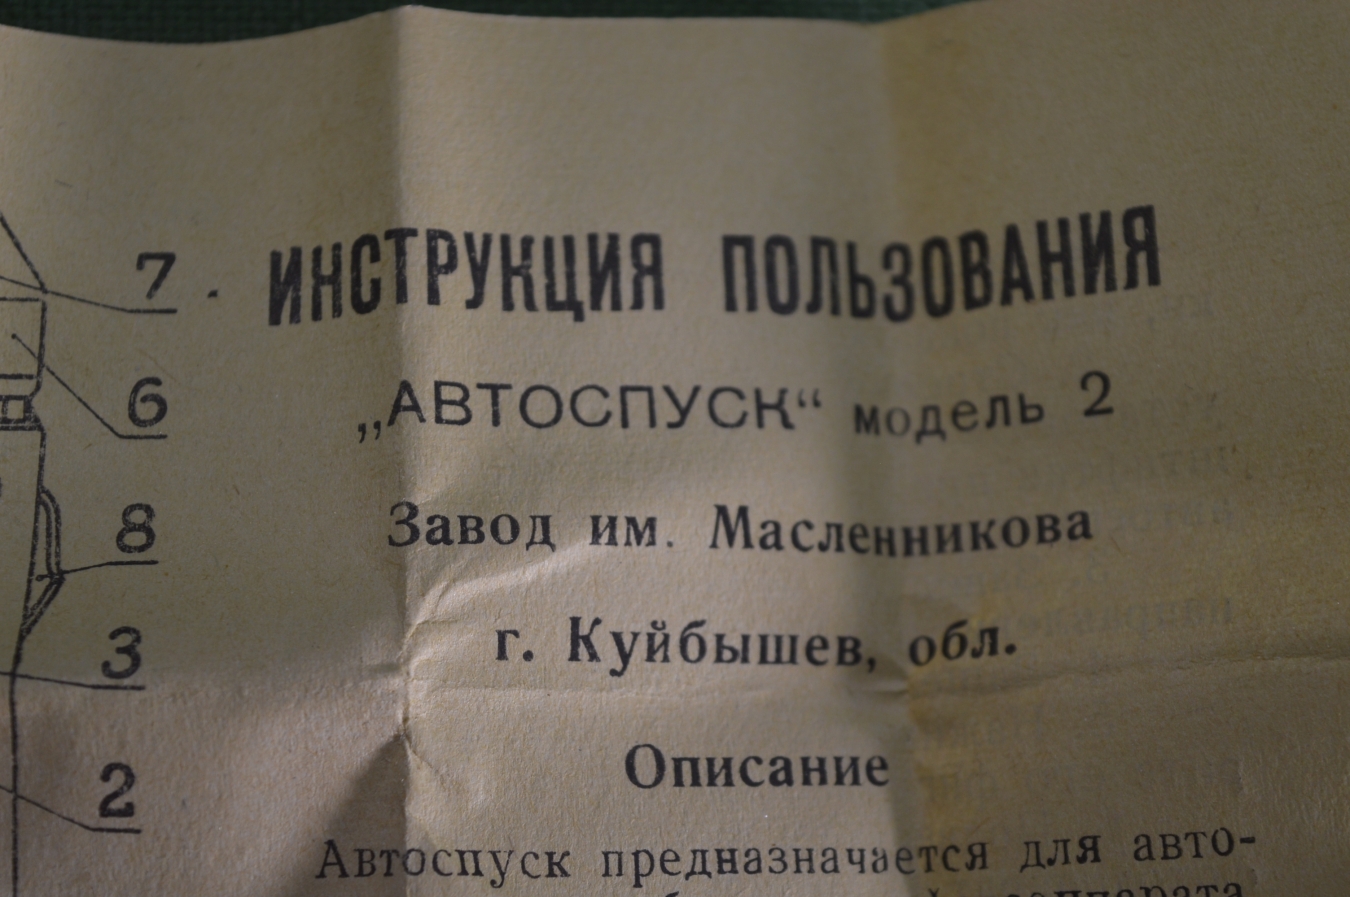 ИНСТРУКЦИЯ ПОЛЬЗОВАНИЯ
„АВТОСПУСК“ модель 2
Завод им. Масленникова
г. Куйбышев, обл.
Описание
Автоспуск предназначается для авто-
аппарата
7
6
8
3
2